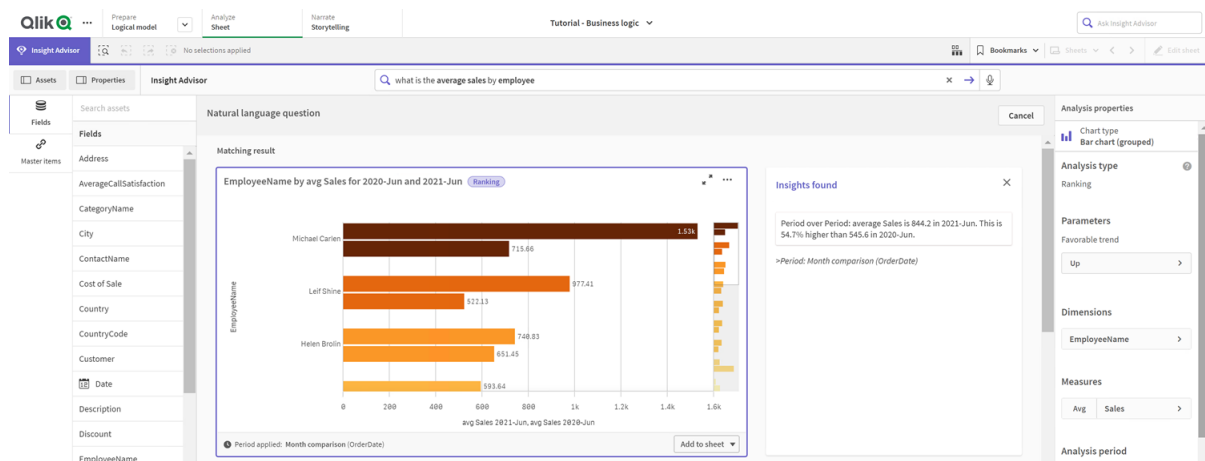 Qlik
Prepare
Logical model
Analyze
Sheet
Narrate
Storytelling
Tutorial - Business logic
Ask Insight Advisor
Insight Advisor
No selections applied
Bookmarks
Sheets
Edit sheet
Assets
Properties
Insight Advisor
what is the average sales by employee
Fields
Master items
Search assets
Fields
Address
AverageCallSatisfaction
CategoryName
City
ContactName
Cost of Sale
Country
CountryCode
Customer
Date
Description
Discount
EmployeeName
Natural language question
Cancel
Matching result
EmployeeName by avg Sales for 2020-Jun and 2021-Jun
Ranking
EmployeeName
Michael Carlen
1.53k
715.66
Leif Shine
977.41
522.13
Helen Brolin
740.83
651.45
593.64
0 200 400 600 800 1k 1.2k 1.4k 1.6k
avg Sales 2021-Jun, avg Sales 2020-Jun
Period applied: Month comparison (OrderDate)
Add to sheet
Insights found
Period over Period: average Sales is 844.2 in 2021-Jun. This is
54.7% higher than 545.6 in 2020-Jun.
>Period: Month comparison (OrderDate)
Analysis properties
Chart type
Bar chart (grouped)
Analysis type
Ranking
Parameters
Favorable trend
Up
Dimensions
EmployeeName
Measures
Avg Sales
Analysis period